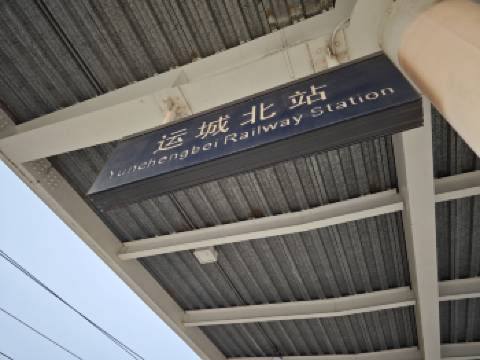 运城北站
Yunchengbei Railway Station